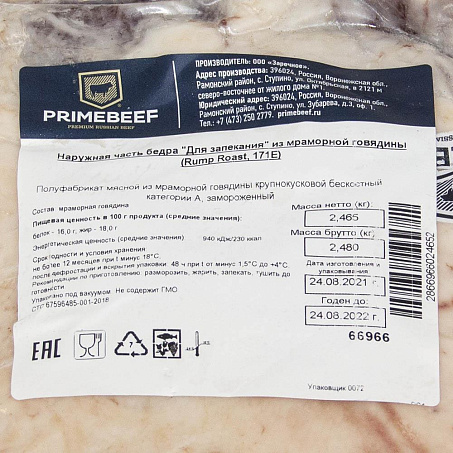 PRIMEBEEF
PREMIUM RUSSIAN BEEF
ПРОИЗВОДИТЕЛЬ: ООО «Заречное».
Адрес производства: 396024, Россия, Воронежская обл.,
Рамонский район, с. Ступино, ул. Октябрьская, в 2121 м
северо-восточнее от жилого дома №1.
Юридический адрес: 396024, Россия, Воронежская обл.,
Рамонский район, с. Ступино, ул. Зубарева, д.3, оф. 1.
Тел.: +7 (473) 250 2779. primebeef.ru
Наружная часть бедра "Для запекания" из мраморной говядины
(Rump Roast, 171E)
Полуфабрикат мясной из мраморной говядины крупнокусковой бескостный
категории А, замороженный
Состав: мраморная говядина
Пищевая ценность в 100 г продукта (средние значения):
белок - 16,0 г, жир - 18,0 г
Энергетическая ценность (средние значения) 940 кДж/230 ккал
Срок годности и условия хранения
не более 12 месяцев при t минус 18°С,
после дефростации и вскрытия упаковки: 48 ч при t от минус 1,5°С до +4°С
Рекомендации по приготовлению: разморозить, жарить, запекать, тушить до
готовности
Упаковано под вакуумом Не содержит ГМО
СТО 67596485-001-2016
Масса нетто (кг)
2,465
Масса брутто (кг)
2,480
Дата изготовления и
упаковывания
24.08.2021 г
Годен до:
24.08.2022 г.
66966
2866966024652
EAC
7
Упаковщик 0072